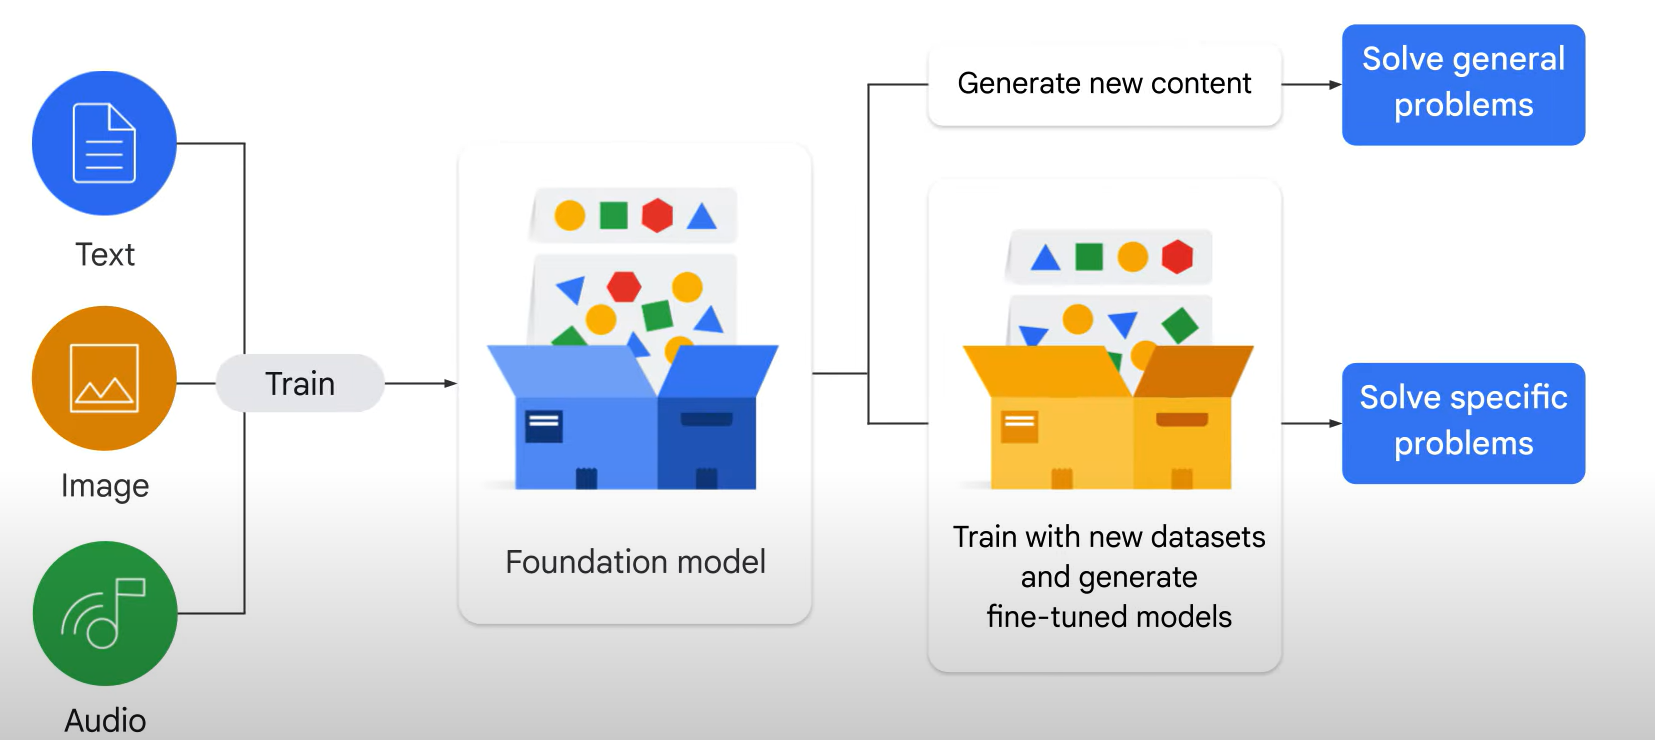 Text
Image
Audio
Train
Foundation model
Generate new content
Solve general
problems
Train with new datasets
and generate
fine-tuned models
Solve specific
problems